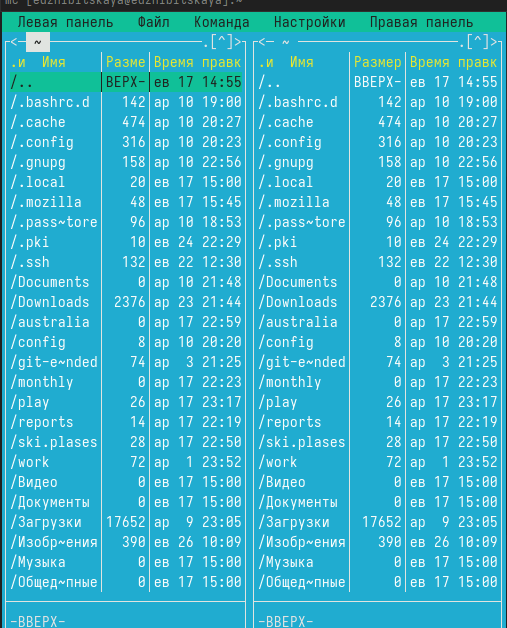 mc [edzhibitskaya@edzhibitskaya]:~
Левая панель Файл Команда Настройки Правая панель
<— ~ .[^]> <— ~ .[^]>
.и Имя Разме Время правк .и Имя Размер Время правк
/.. ВЕРХ- ев 17 14:55 /.. ВВЕРХ- ев 17 14:55
/.bashrc.d 142 ар 10 19:00 /.bashrc.d 142 ар 10 19:00
/.cache 474 ар 10 20:27 /.cache 474 ар 10 20:27
/.config 316 ар 10 20:23 /.config 316 ар 10 20:23
/.gnupg 158 ар 10 22:56 /.gnupg 158 ар 10 22:56
/.local 20 ев 17 15:00 /.local 20 ев 17 15:00
/.mozilla 48 ев 17 15:45 /.mozilla 48 ев 17 15:45
/.pass~tore 96 ар 10 18:53 /.pass~tore 96 ар 10 18:53
/.pki 10 ев 24 22:29 /.pki 10 ев 24 22:29
/.ssh 132 ев 22 12:30 /.ssh 132 ев 22 12:30
/Documents 0 ар 10 21:48 /Documents 0 ар 10 21:48
/Downloads 2376 ар 23 21:44 /Downloads 2376 ар 23 21:44
/australia 0 ар 17 22:59 /australia 0 ар 17 22:59
/config 8 ар 10 20:20 /config 8 ар 10 20:20
/git-e~nded 74 ар 3 21:25 /git-e~nded 74 ар 3 21:25
/monthly 0 ар 17 22:23 /monthly 0 ар 17 22:23
/play 26 ар 17 23:17 /play 26 ар 17 23:17
/reports 14 ар 17 22:19 /reports 14 ар 17 22:19
/ski.plases 28 ар 17 22:50 /ski.plases 28 ар 17 22:50
/work 72 ар 1 23:52 /work 72 ар 1 23:52
/Видео 0 ев 17 15:00 /Видео 0 ев 17 15:00
/Документы 0 ев 17 15:00 /Документы 0 ев 17 15:00
/Загрузки 17652 ар 9 23:05 /Загрузки 17652 ар 9 23:05
/Изобр~ения 390 ев 26 10:09 /Изобр~ения 390 ев 26 10:09
/Музыка 0 ев 17 15:00 /Музыка 0 ев 17 15:00
/Общед~пные 0 ев 17 15:00 /Общед~пные 0 ев 17 15:00
-ВВЕРХ- -ВВЕРХ-